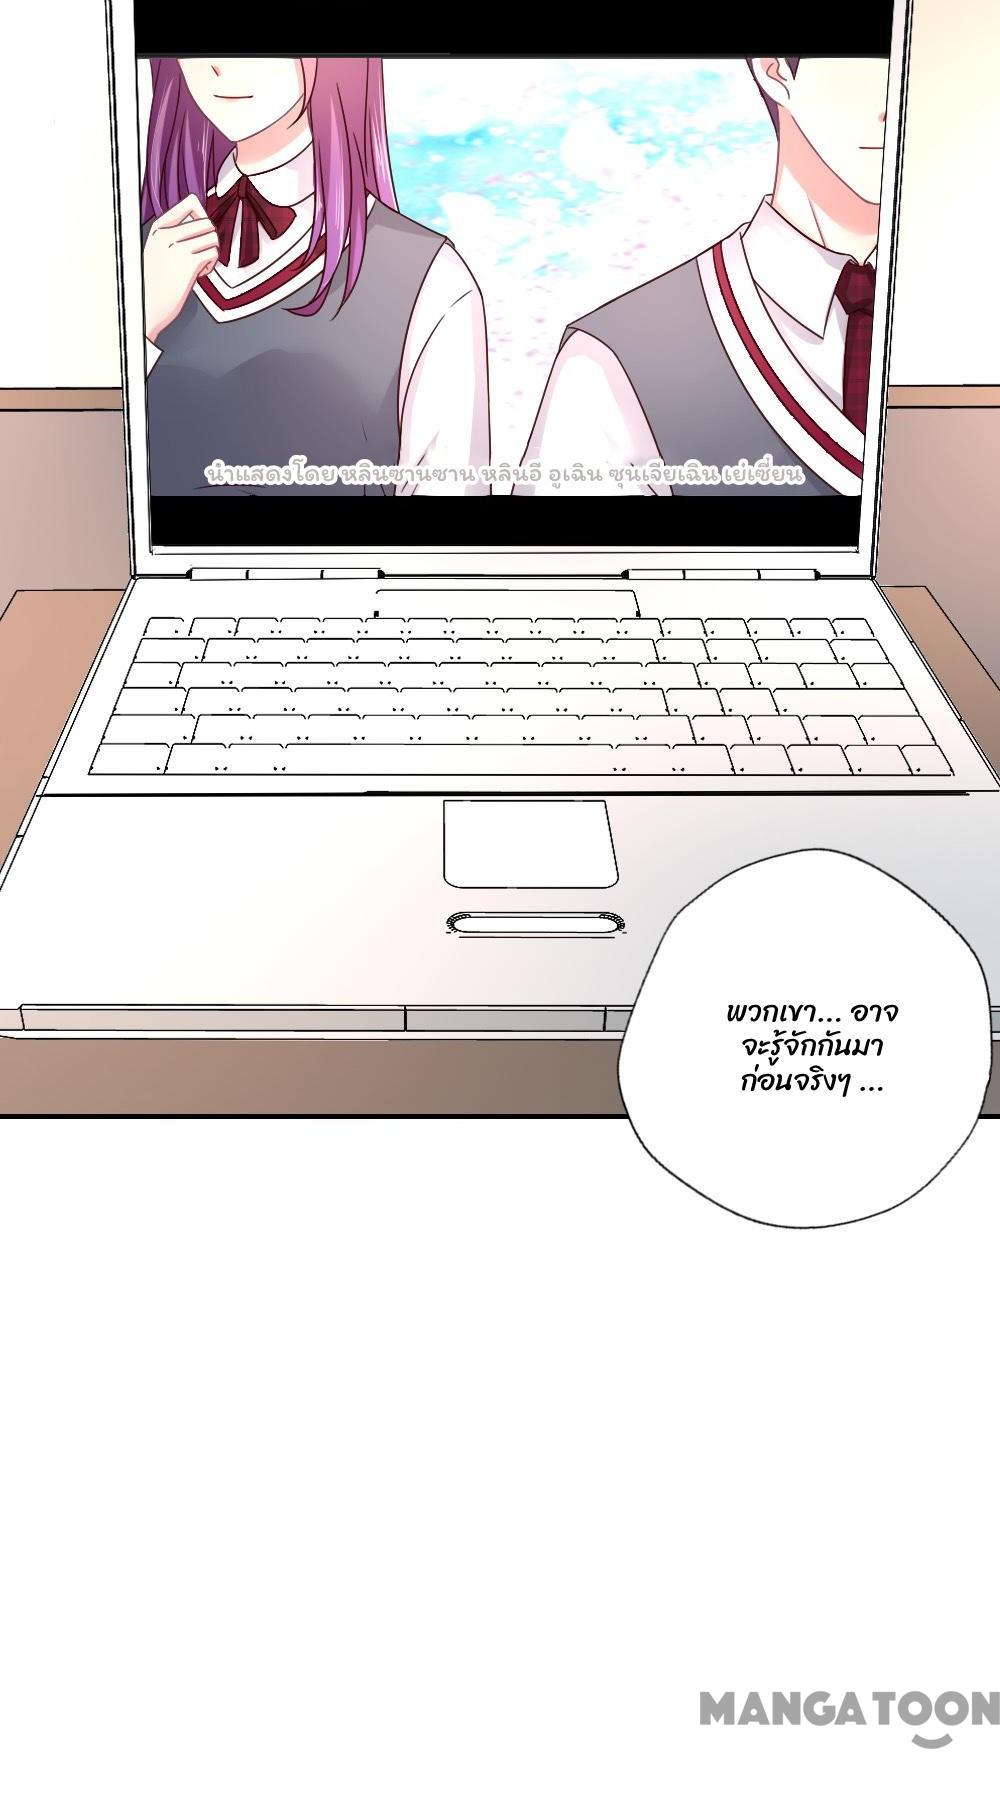 นำแสดงโดย หลินซานซาน หลินอี อูเฉิน ซุนเจียเฉิน เย่เซี่ยน
พวกเขา... อาจ
จะรู้จักกันมา
ก่อนจริงๆ ...
MANGATOON